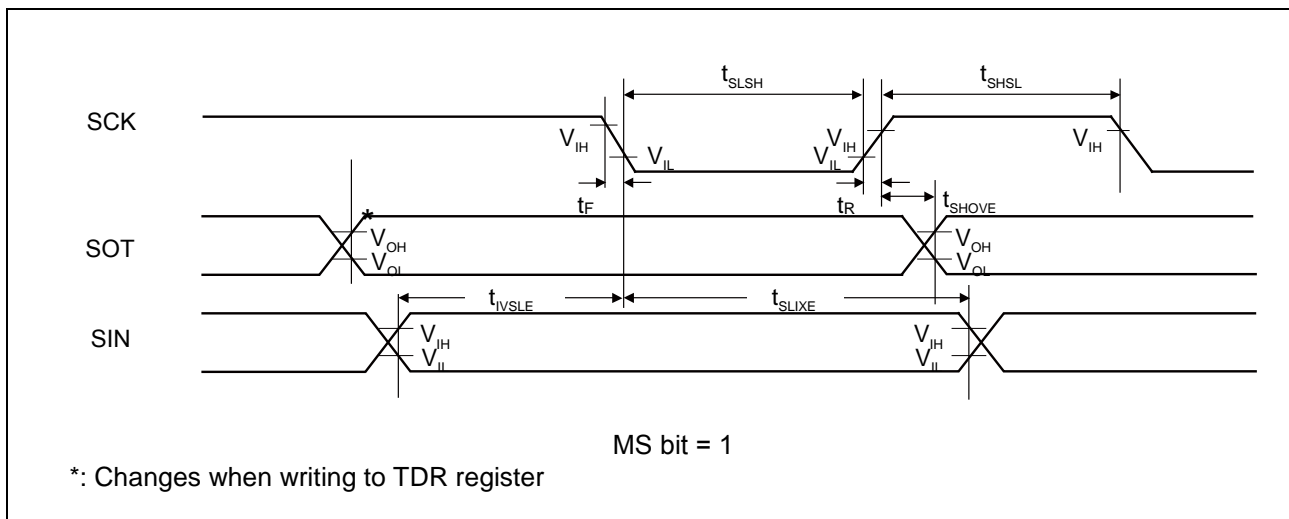 tSLSH tSHSL
SCK
VIH VIL VIH VIL VIH
tF tR tSHOVE
*
SOT
VOH VOL VOH VOL
tIVSLE tSLIXE
SIN
VIH VIL VIH VIL
MS bit = 1
*: Changes when writing to TDR register